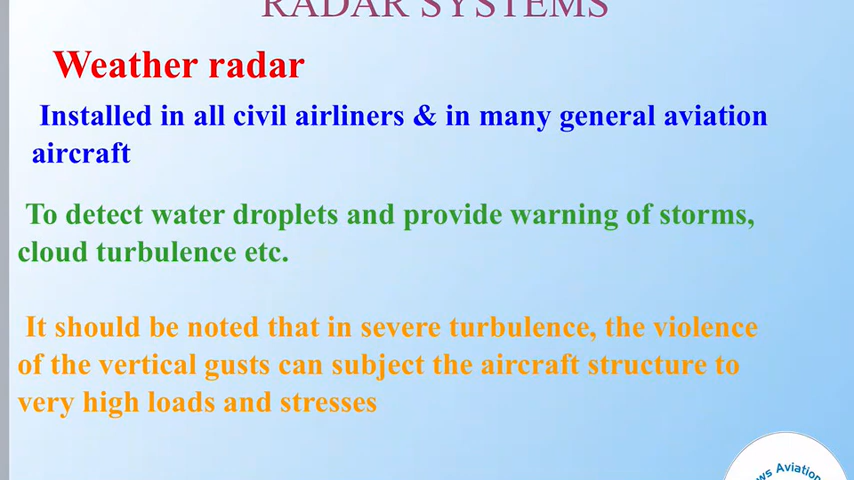 RADAR SYSTEMS
Weather radar
Installed in all civil airliners & in many general aviation
aircraft
To detect water droplets and provide warning of storms,
cloud turbulence etc.
It should be noted that in severe turbulence, the violence
of the vertical gusts can subject the aircraft structure to
very high loads and stresses
Aviation